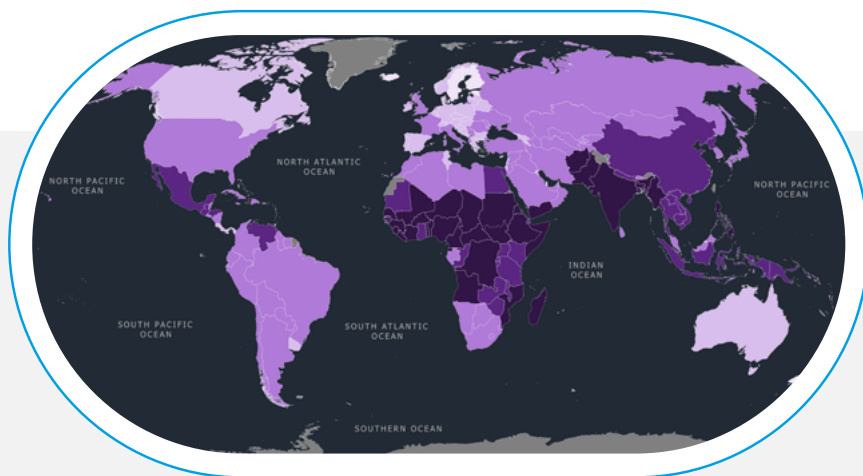 NORTH PACIFIC
OCEAN
NORTH ATLANTIC
OCEAN
NORTH PACIFIC
OCEAN
INDIAN
OCEAN
SOUTH PACIFIC
OCEAN
SOUTH ATLANTIC
OCEAN
SOUTHERN OCEAN